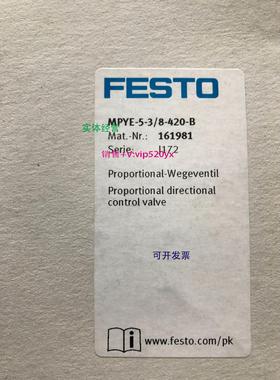 FESTO
MPYE-5-3/8-420-B
实体经营
Mat.-Nr.: 161981
Serie: J172
销售+v:vip520yx
Proportional-Wegeventil
Proportional directional
control valve
可开发票
www.festo.com/pk